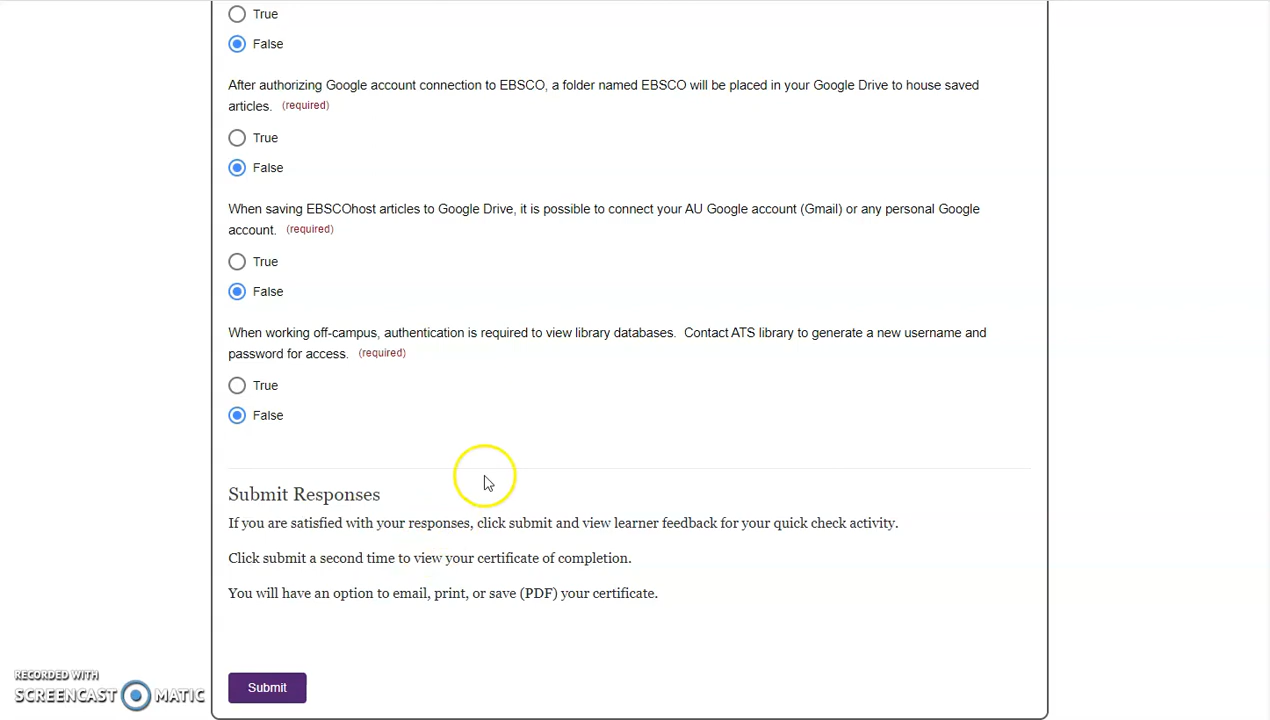 True
False
After authorizing Google account connection to EBSCO, a folder named EBSCO will be placed in your Google Drive to house saved
articles. (required)
True
False
When saving EBSCOhost articles to Google Drive, it is possible to connect your AU Google account (Gmail) or any personal Google
account. (required)
True
False
When working off-campus, authentication is required to view library databases.  Contact ATS library to generate a new username and
password for access. (required)
True
False
Submit Responses
If you are satisfied with your responses, click submit and view learner feedback for your quick check activity.
Click submit a second time to view your certificate of completion.
You will have an option to email, print, or save (PDF) your certificate.
Submit
RECORDED WITH
SCREENCAST MATIC